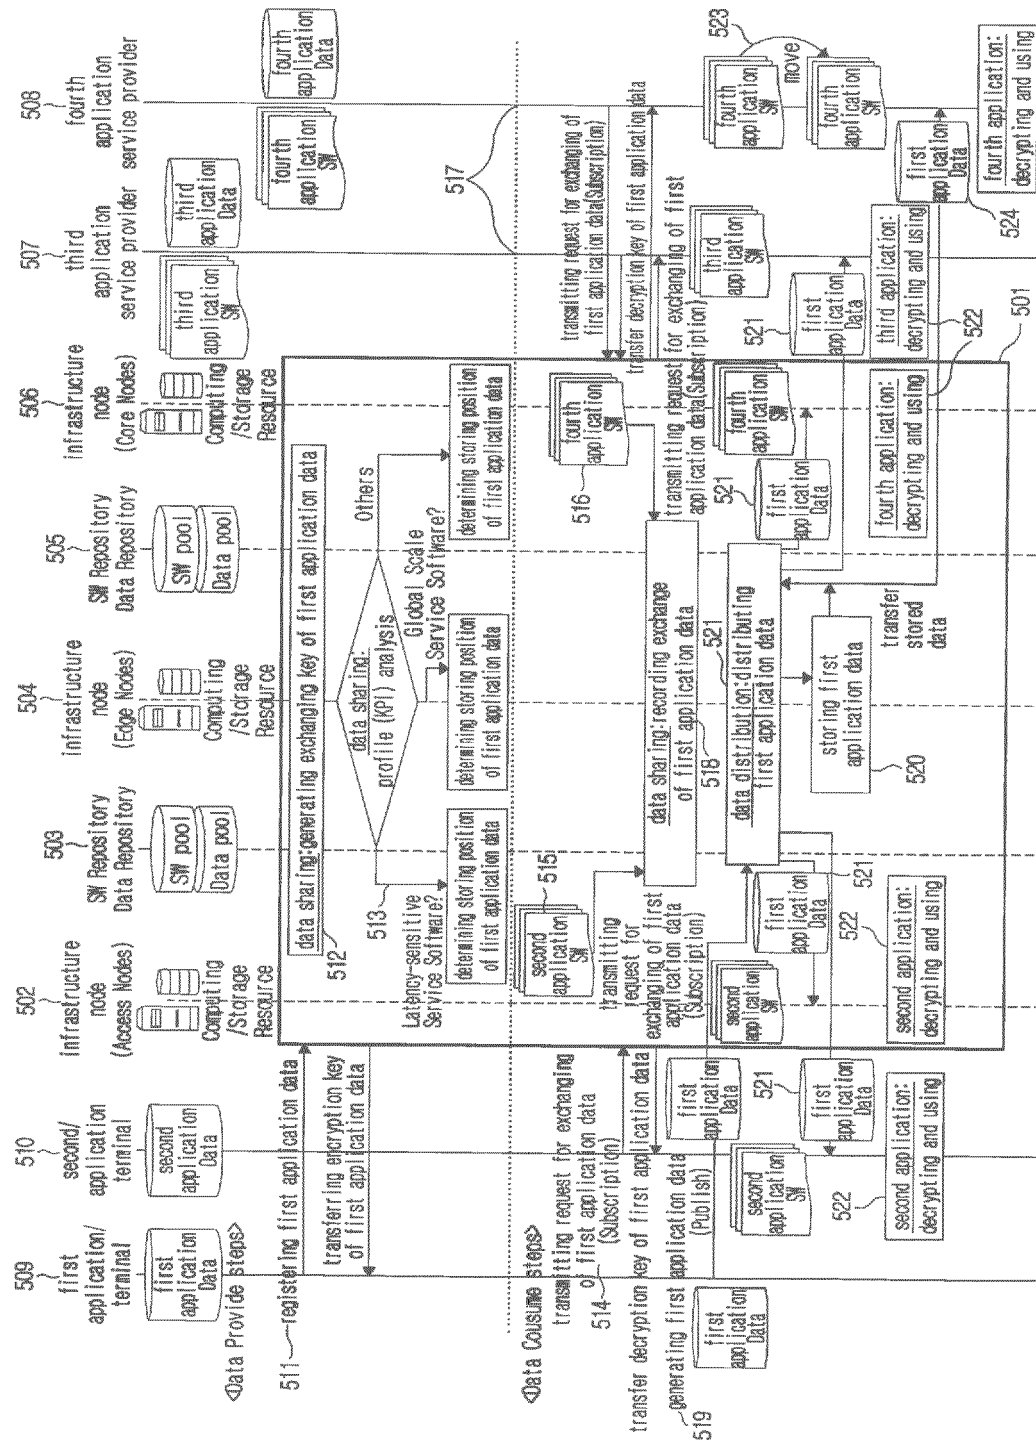 509
first
application/
terminal
first
application
Data
510
second/
application
terminal
second
application
Data
502
infrastructure
node
(Access Nodes)
Computing
/Storage
Resource
503
SW Repository
Data Repository
SW pool
Data pool
504
infrastructure
node
(Edge Nodes)
Computing
/Storage
Resource
505
SW Repository
Data Repository
SW pool
Data pool
506
infrastructure
node
(Core Nodes)
Computing
/Storage
Resource
507
third
application
service provider
third
application
SW
third
application
Data
508
fourth
application
service provider
fourth
application
SW
fourth
application
Data
<Data Provide steps>
511
registering first application data
transferring encryption key
of first application data
512
data sharing:generating exchanging key of first application data
data sharing:
profile (KPI) analysis
513
Latency-sensitive
Service Software?
Global Scale
Service Software?
Others
determining storing position
of first application data
determining storing position
of first application data
determining storing position
of first application data
517
<Data Cousume steps>
transmitting request for exchanging
of first application data
(Subscription)
514
transfer decryption key of first application data
second
application
SW
515
transmitting
request for
exchanging of first
application data
(Subscription)
fourth
application
SW
516
transmitting request for exchanging of
first application data(Subscription)
transfer decryption key of first application data
transmitting request for exchanging of first
application data(Subscription)
data sharing:recording exchange
of first application data
518
generating first application data
(Publish)
519
first
application
Data
first
application
Data
521
data distribution:distributing
first application data
storing first
application data
520
transfer
stored
data
second
application
SW
first
application
Data
521
second
application
SW
first
application
Data
521
522
second application:
decrypting and using
522
second application:
decrypting and using
521
first
application
Data
fourth
application
SW
fourth application:
decrypting and using
521
first
application
Data
third
application
SW
third application:
decrypting and using
522
501
fourth
application
SW
523
move
fourth
application
SW
first
application
Data
524
fourth application:
decrypting and using